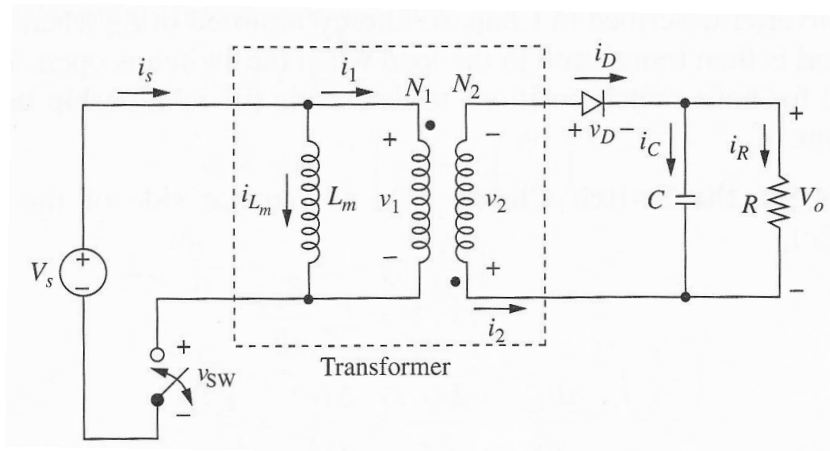 i_s
i_1
N_1 N_2
i_D
+ v_D −
i_C
i_R
+
i_{L_m}
L_m
+
v_1
−
−
v_2
+
C
R
V_o
−
V_s
+
−
i_2
+
v_SW
−
Transformer